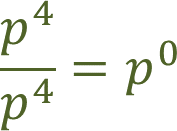 p⁴/p⁴ = p⁰